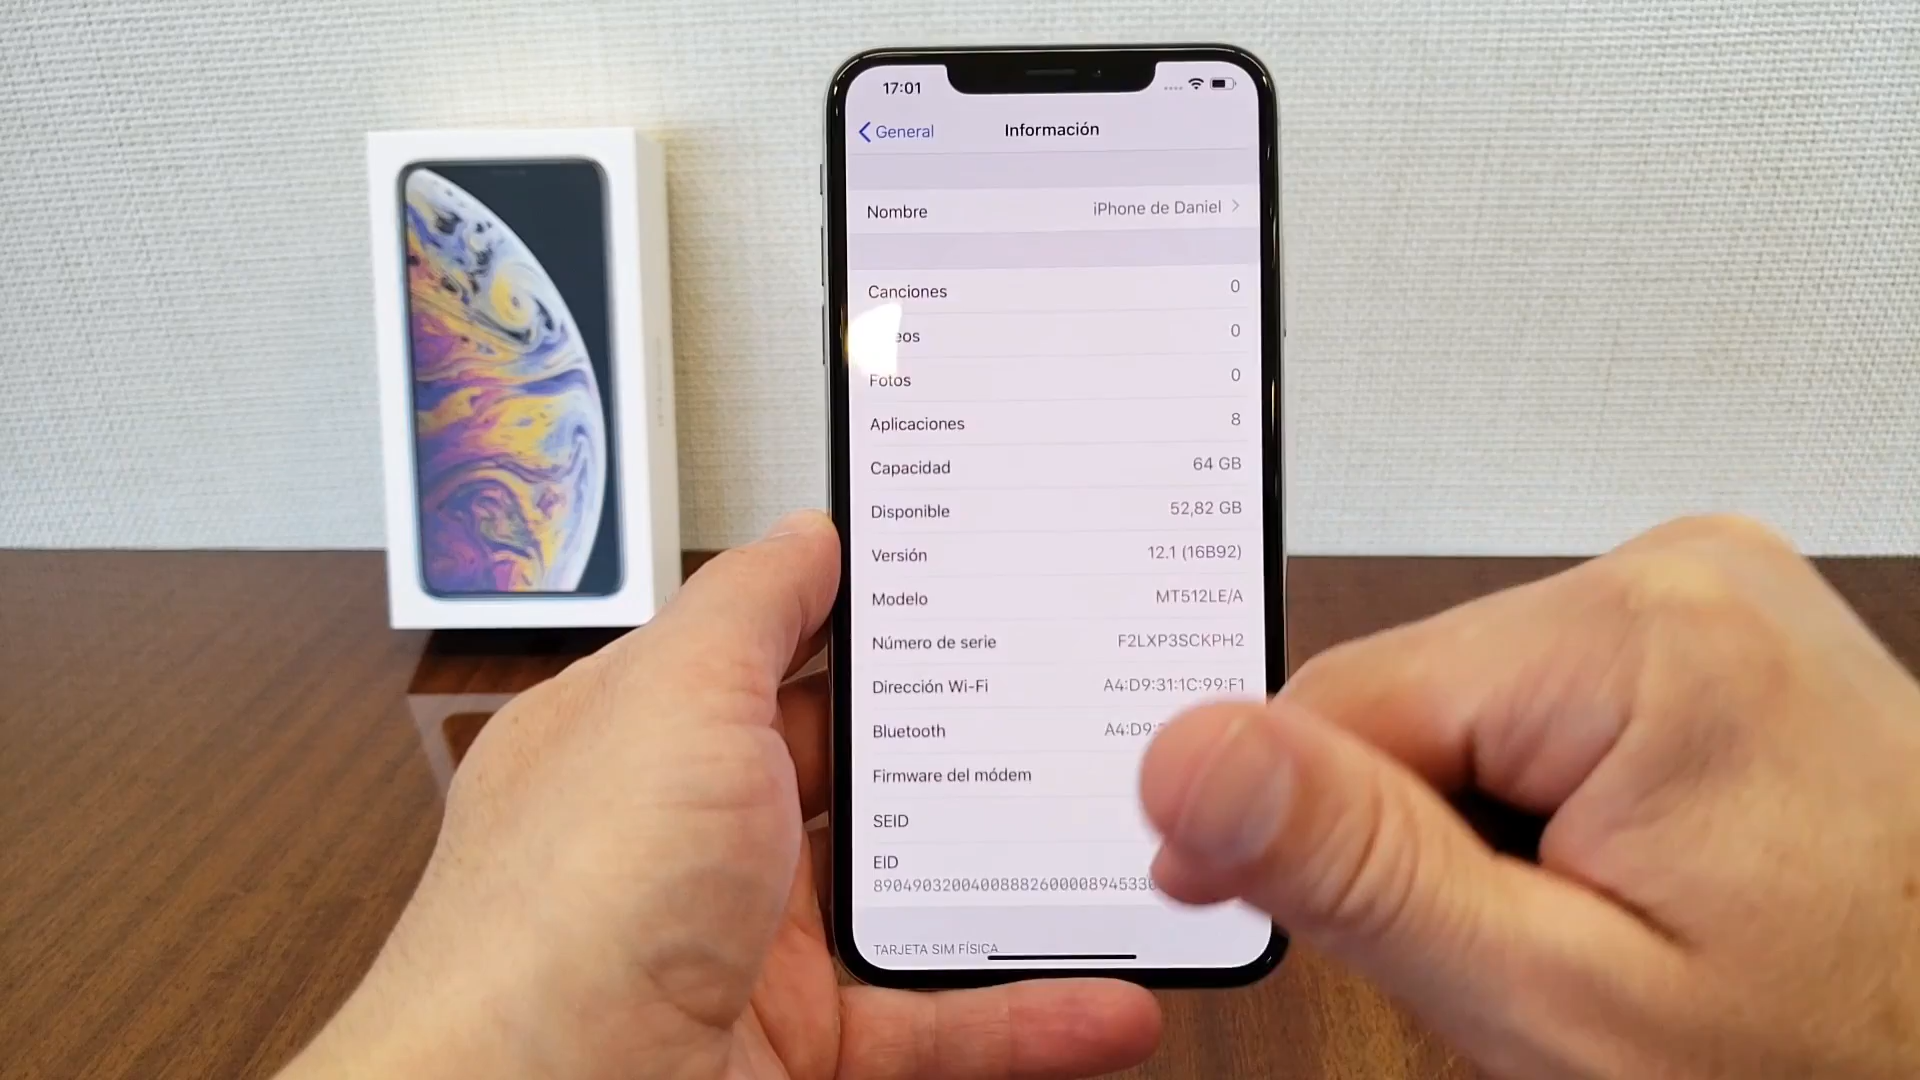 17:01
General
Información
Nombre iPhone de Daniel
Canciones 0
eos 0
Fotos 0
Aplicaciones 8
Capacidad 64 GB
Disponible 52,82 GB
Versión 12.1 (16B92)
Modelo MT512LE/A
Número de serie F2LXP3SCKPH2
Dirección Wi-Fi A4:D9:31:1C:99:F1
Bluetooth A4:D9:
Firmware del módem
SEID
EID
890490320040088826000089453
TARJETA SIM FÍSICA